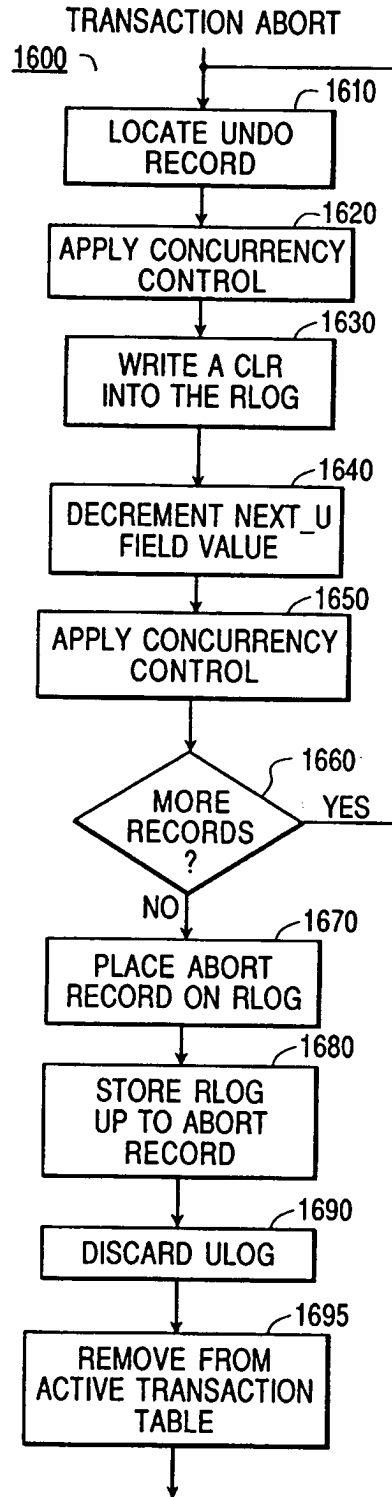 TRANSACTION ABORT
1600
1610
LOCATE UNDO
RECORD
1620
APPLY CONCURRENCY
CONTROL
1630
WRITE A CLR
INTO THE RLOG
1640
DECREMENT NEXT_U
FIELD VALUE
1650
APPLY CONCURRENCY
CONTROL
1660
MORE
RECORDS
?
YES
NO
1670
PLACE ABORT
RECORD ON RLOG
1680
STORE RLOG
UP TO ABORT
RECORD
1690
DISCARD ULOG
1695
REMOVE FROM
ACTIVE TRANSACTION
TABLE